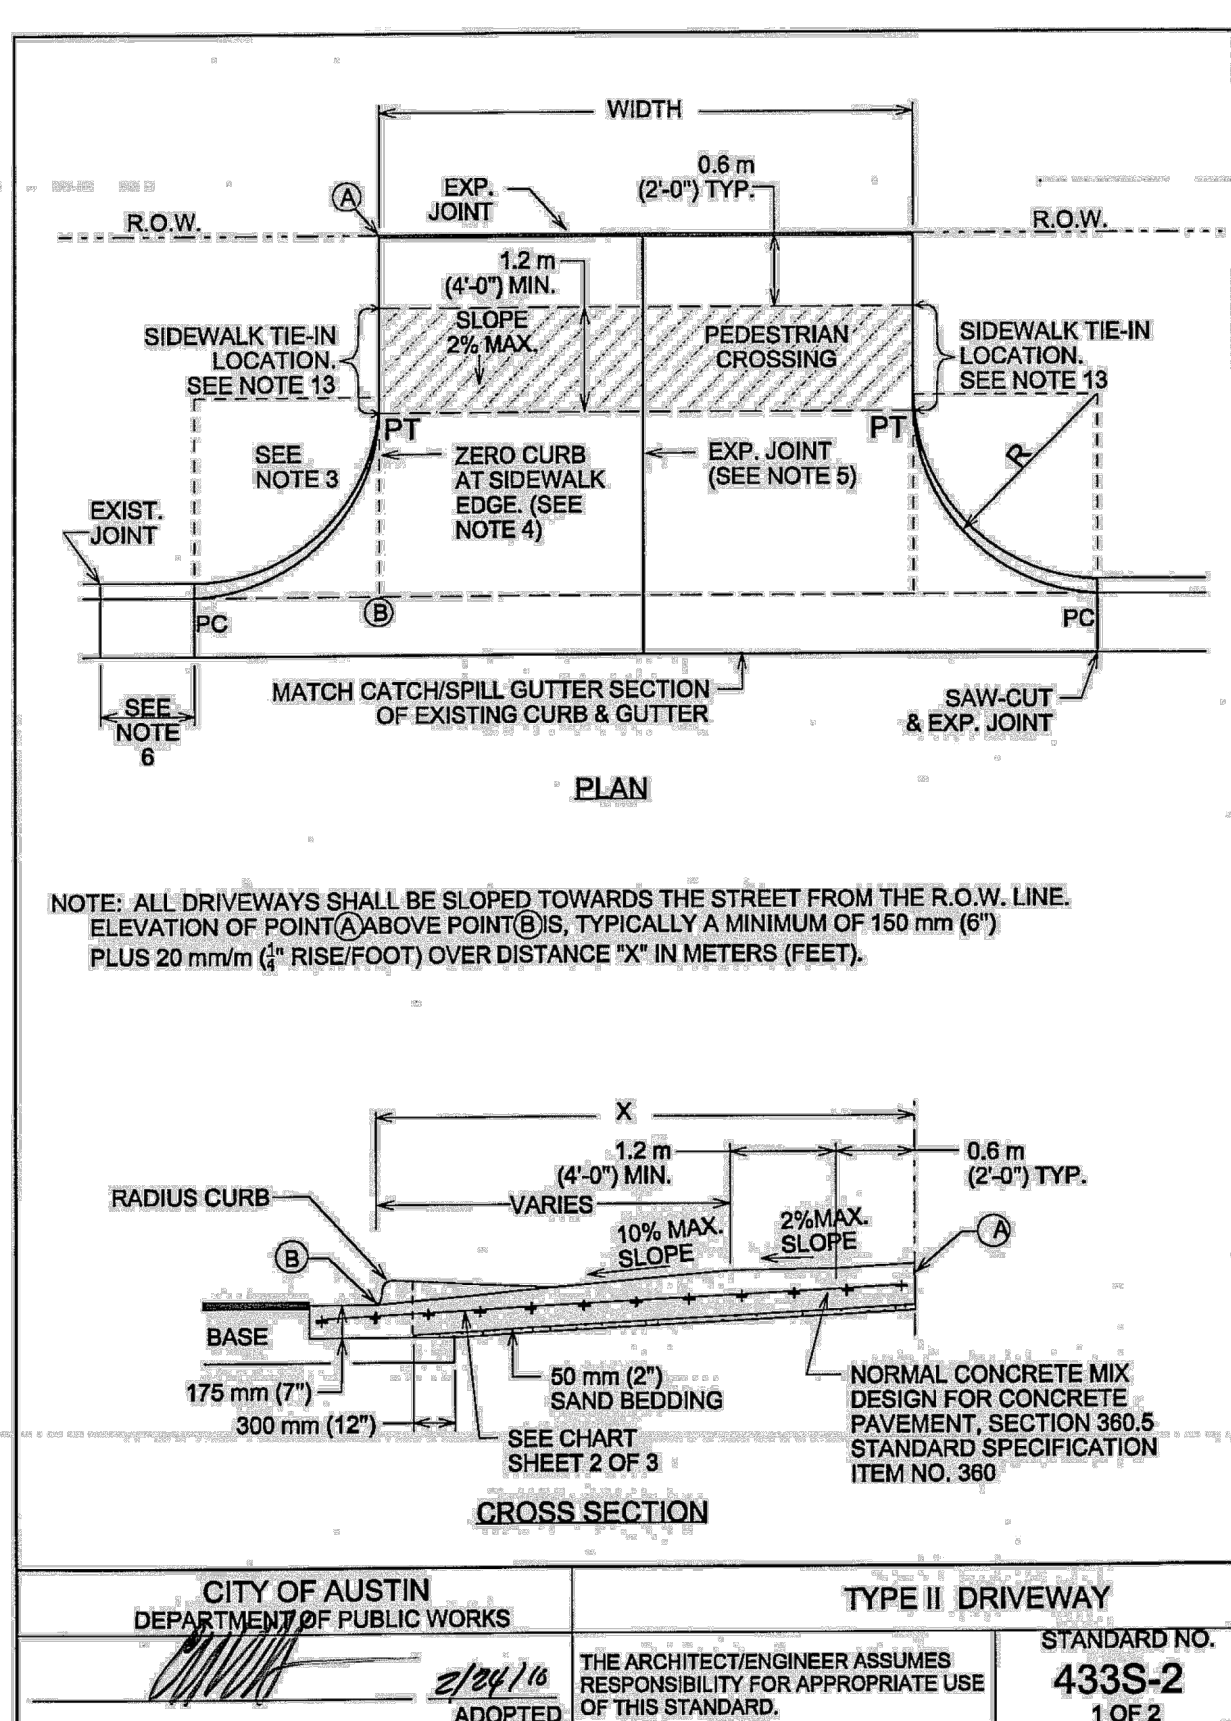 WIDTH
0.6 m
(2'-0") TYP.
A
EXP.
JOINT
R.O.W.
R.O.W.
1.2 m
(4'-0") MIN.
SLOPE
2% MAX.
PEDESTRIAN
CROSSING
SIDEWALK TIE-IN
LOCATION.
SEE NOTE 13
SIDEWALK TIE-IN
LOCATION.
SEE NOTE 13
PT
PT
SEE
NOTE 3
ZERO CURB
AT SIDEWALK
EDGE. (SEE
NOTE 4)
EXP. JOINT
(SEE NOTE 5)
R
EXIST.
JOINT
PC
B
PC
SEE
NOTE
6
MATCH CATCH/SPILL GUTTER SECTION
OF EXISTING CURB & GUTTER
SAW-CUT
& EXP. JOINT
PLAN
NOTE: ALL DRIVEWAYS SHALL BE SLOPED TOWARDS THE STREET FROM THE R.O.W. LINE.
ELEVATION OF POINT A ABOVE POINT B IS, TYPICALLY A MINIMUM OF 150 mm (6")
PLUS 20 mm/m (1/4" RISE/FOOT) OVER DISTANCE "X" IN METERS (FEET).
X
1.2 m
(4'-0") MIN.
0.6 m
(2'-0") TYP.
RADIUS CURB
VARIES
10% MAX.
SLOPE
2%MAX.
SLOPE
A
B
BASE
175 mm (7")
300 mm (12")
50 mm (2")
SAND BEDDING
SEE CHART
SHEET 2 OF 3
NORMAL CONCRETE MIX
DESIGN FOR CONCRETE
PAVEMENT, SECTION 360.5
STANDARD SPECIFICATION
ITEM NO. 360
CROSS SECTION
CITY OF AUSTIN
DEPARTMENT OF PUBLIC WORKS
2/24/10
ADOPTED
TYPE II DRIVEWAY
THE ARCHITECT/ENGINEER ASSUMES
RESPONSIBILITY FOR APPROPRIATE USE
OF THIS STANDARD.
STANDARD NO.
433S-2
1 OF 2